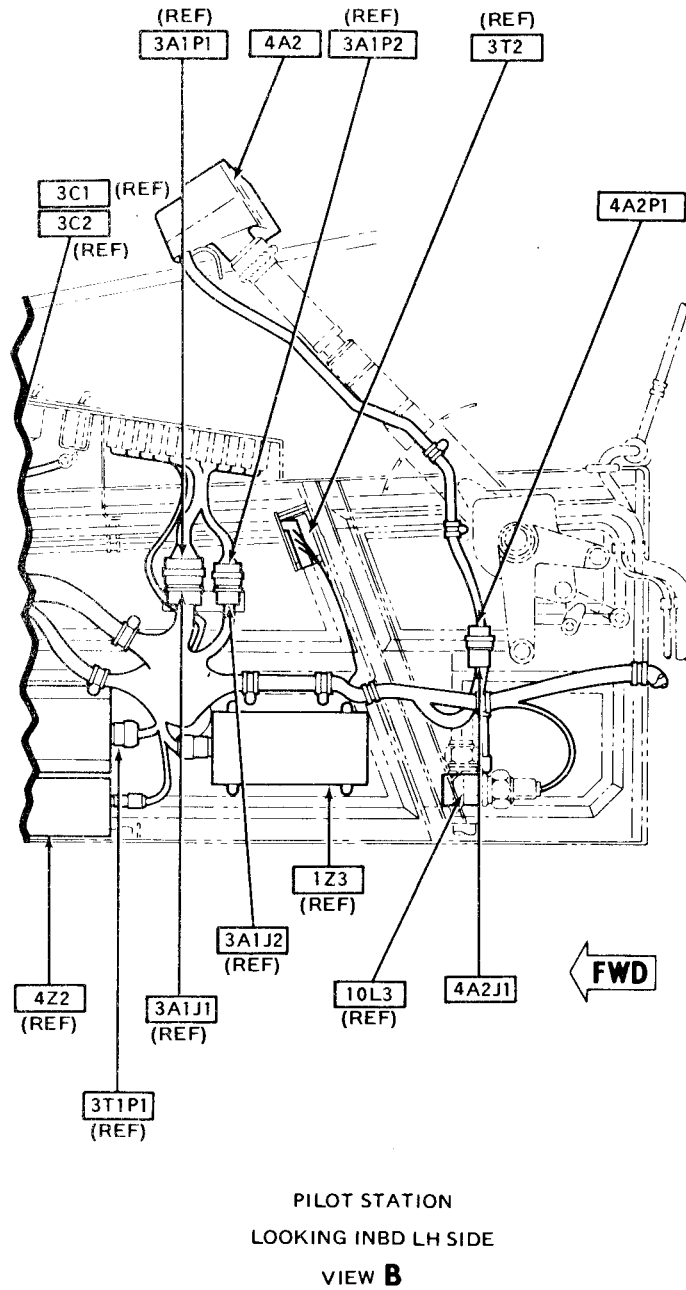 (REF)
3A1P1
4A2
(REF)
3A1P2
(REF)
3T2
3C1 (REF)
3C2
(REF)
4A2P1
1Z3
(REF)
3A1J2
(REF)
FWD
4Z2
(REF)
3A1J1
(REF)
10L3
(REF)
4A2J1
3T1P1
(REF)
PILOT STATION
LOOKING INBD LH SIDE
VIEW B